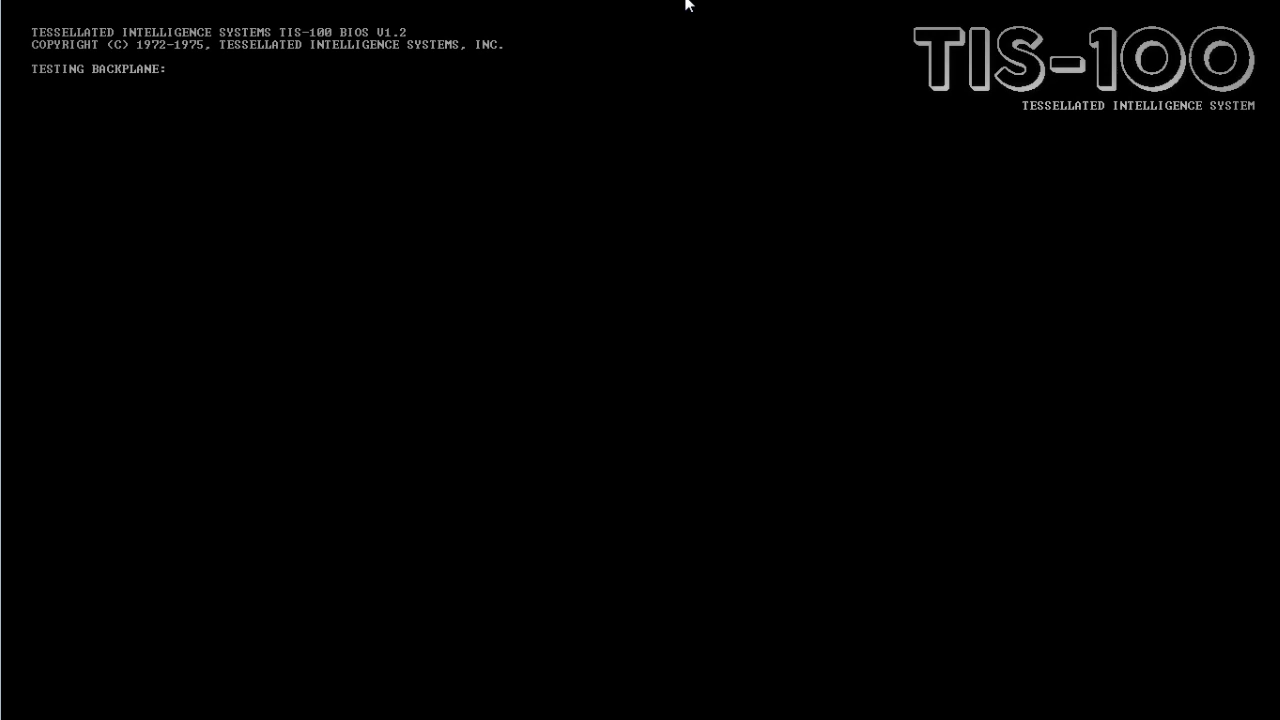 TESSELLATED INTELLIGENCE SYSTEMS TIS-100 BIOS V1.2
COPYRIGHT (C) 1972-1975, TESSELLATED INTELLIGENCE SYSTEMS, INC.
TESTING BACKPLANE:
TIS-100
TESSELLATED INTELLIGENCE SYSTEM